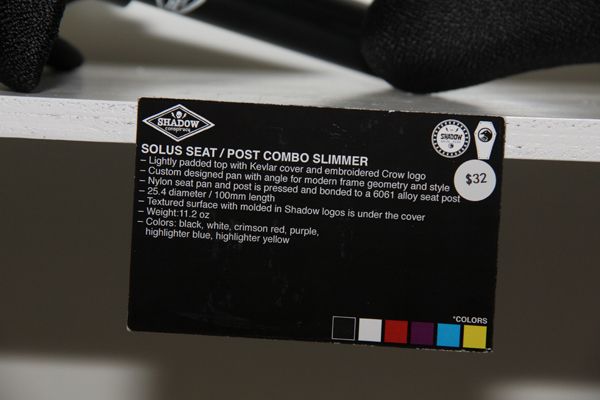 SHADOW
conspiracy
SHADOW
SOLUS SEAT / POST COMBO SLIMMER
– Lightly padded top with Kevlar cover and embroidered Crow logo
– Custom designed pan with angle for modern frame geometry and style
– Nylon seat pan and post is pressed and bonded to a 6061 alloy seat post
– 25.4 diameter / 100mm length
– Textured surface with molded in Shadow logos is under the cover
– Weight:11.2 oz
– Colors: black, white, crimson red, purple,
highlighter blue, highlighter yellow
$32
*COLORS